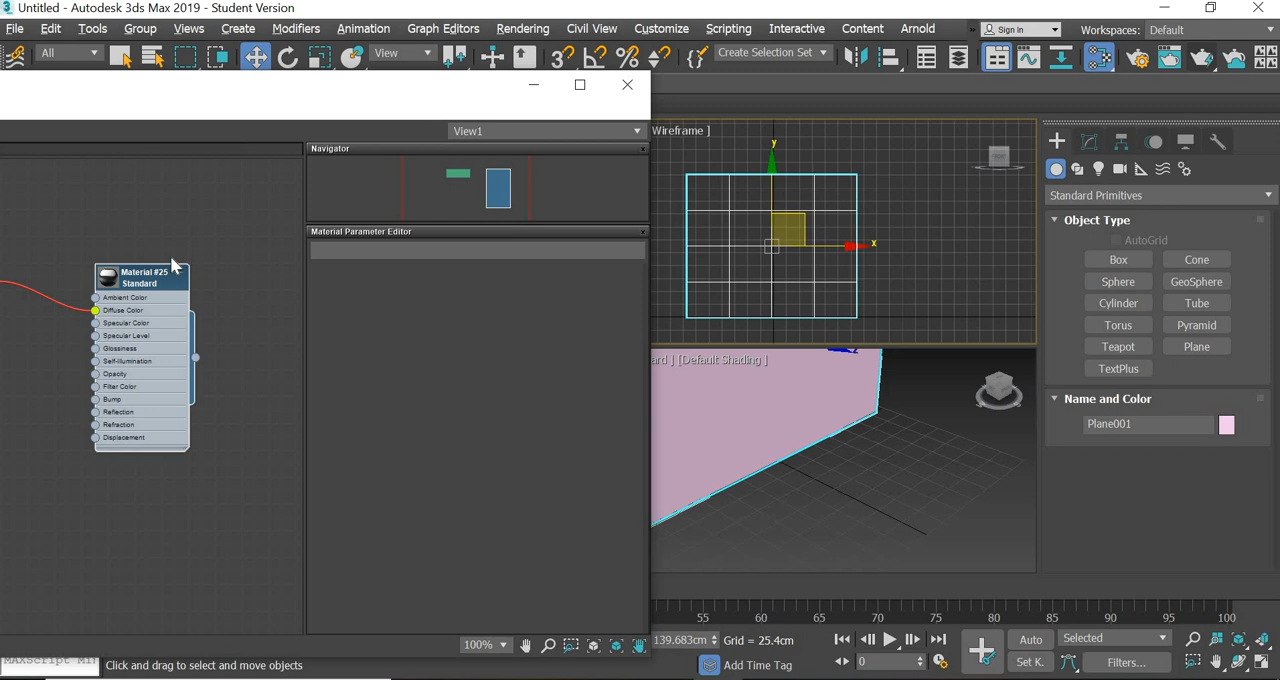 Untitled - Autodesk 3ds Max 2019 - Student Version
File Edit Tools Group Views Create Modifiers Animation Graph Editors Rendering Civil View Customize Scripting Interactive Content Arnold » Sign In Workspaces: Default
All View Create Selection Set
View1
Navigator
Material Parameter Editor
Material #25
Standard
Ambient Color
Diffuse Color
Specular Color
Specular Level
Glossiness
Self-Illumination
Opacity
Filter Color
Bump
Reflection
Refraction
Displacement
Wireframe ]
y
x
ard ] [Default Shading ]
Standard Primitives
Object Type
AutoGrid
Box Cone
Sphere GeoSphere
Cylinder Tube
Torus Pyramid
Teapot Plane
TextPlus
Name and Color
Plane001
55 60 65 70 75 80 85 90 95 100
100%
139.683cm Grid = 25.4cm
Auto Selected
MAXScript Mi
Click and drag to select and move objects
Add Time Tag
0
Set K. Filters...